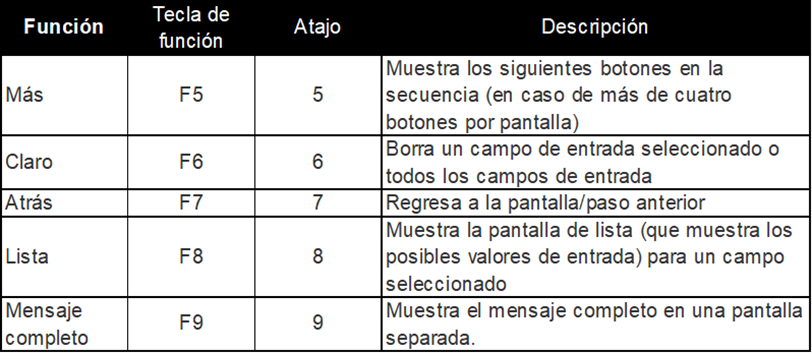 Función Tecla de función Atajo Descripción
Más F5 5 Muestra los siguientes botones en la
secuencia (en caso de más de cuatro
botones por pantalla)
Claro F6 6 Borra un campo de entrada seleccionado o
todos los campos de entrada
Atrás F7 7 Regresa a la pantalla/paso anterior
Lista F8 8 Muestra la pantalla de lista (que muestra los
posibles valores de entrada) para un campo
seleccionado
Mensaje completo F9 9 Muestra el mensaje completo en una pantalla
separada.